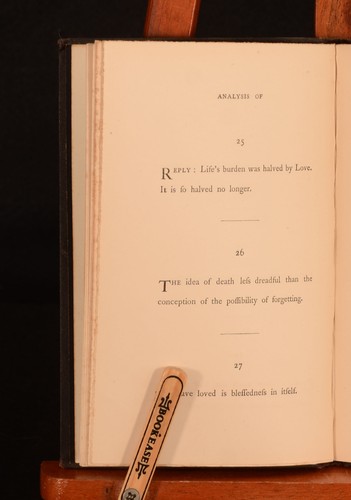 ANALYSIS OF
25
REPLY : Life's burden was halved by Love.
It is ſo halved no longer.
26
THE idea of death leſs dreadful than the
conception of the poſſibility of forgetting.
27
ave loved is bleſſedneſs in itſelf.
BOOKEASE